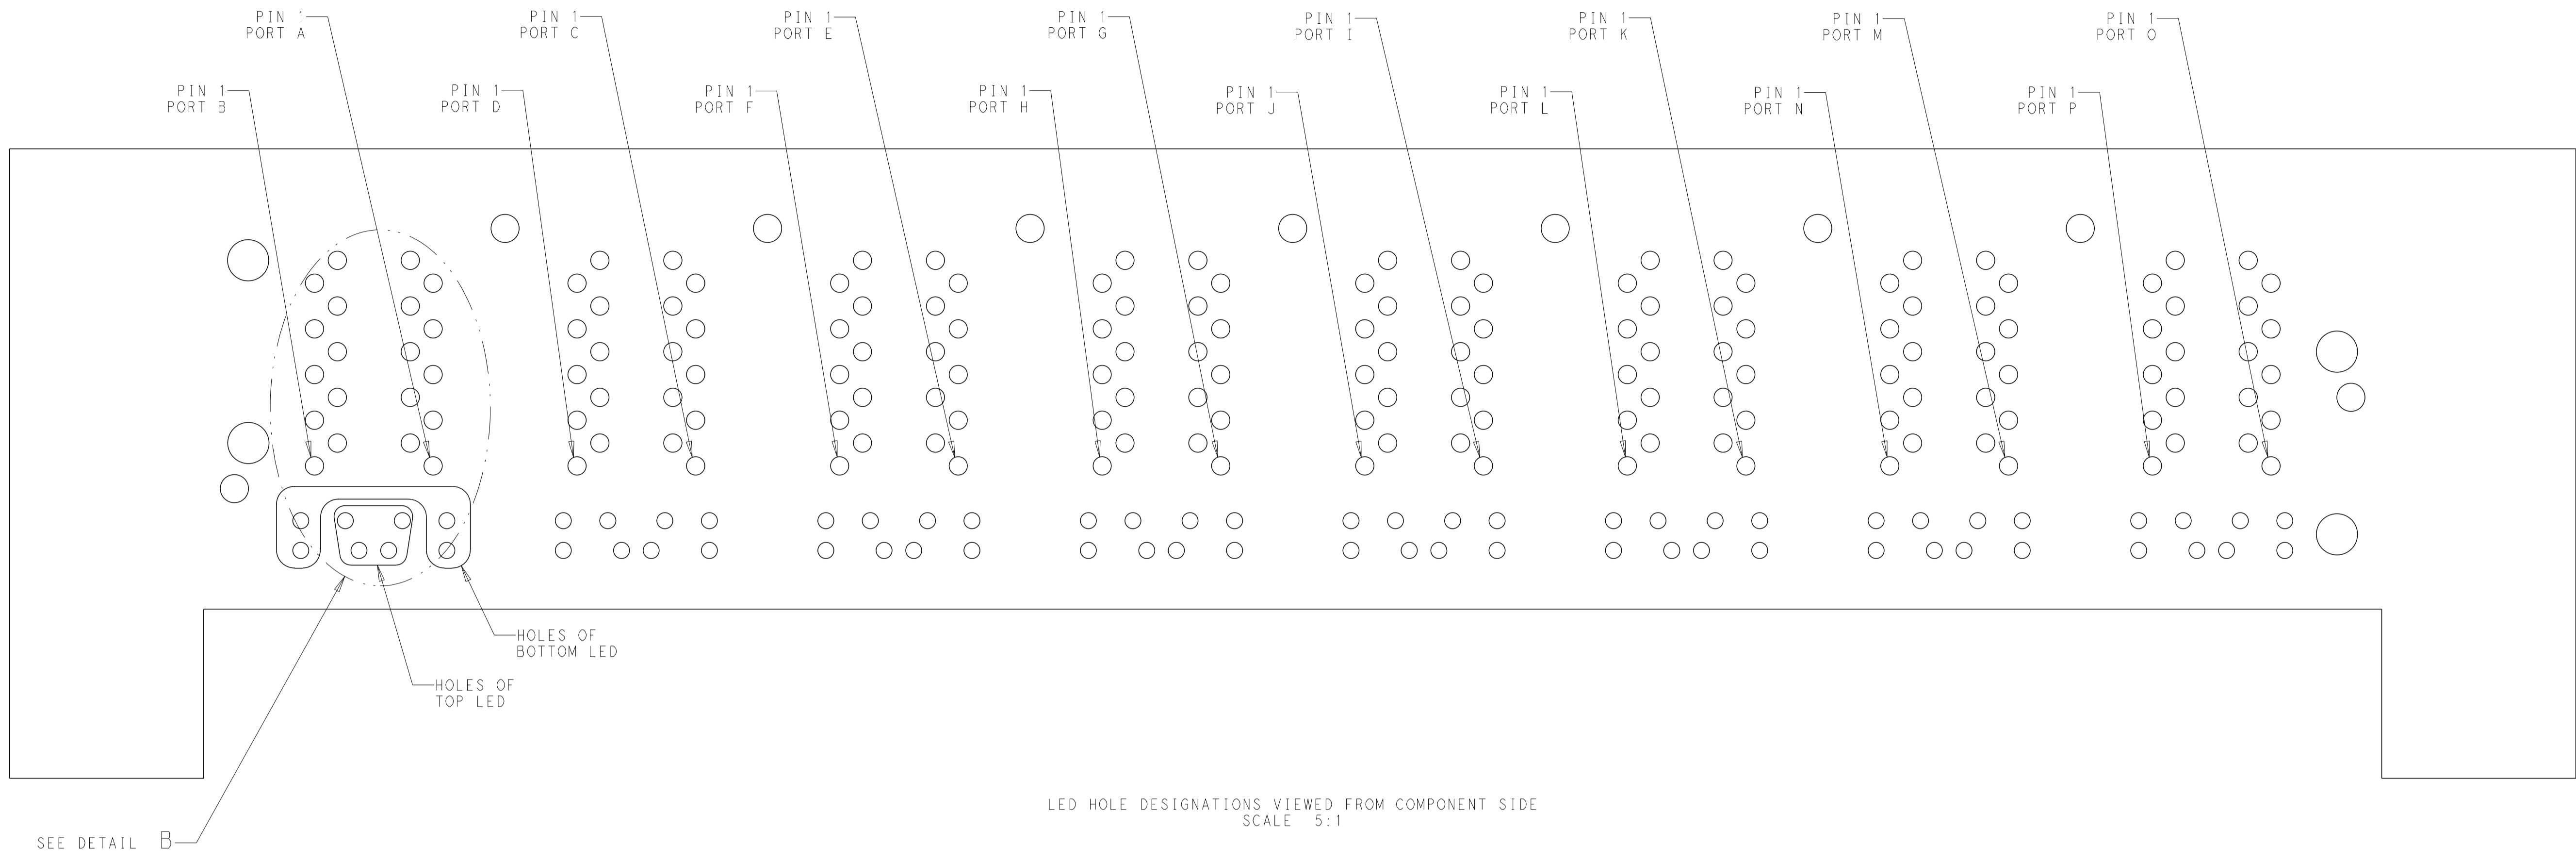 PIN 1
PORT A
PIN 1
PORT C
PIN 1
PORT E
PIN 1
PORT G
PIN 1
PORT I
PIN 1
PORT K
PIN 1
PORT M
PIN 1
PORT O
PIN 1
PORT B
PIN 1
PORT D
PIN 1
PORT F
PIN 1
PORT H
PIN 1
PORT J
PIN 1
PORT L
PIN 1
PORT N
PIN 1
PORT P
HOLES OF
BOTTOM LED
HOLES OF
TOP LED
LED HOLE DESIGNATIONS VIEWED FROM COMPONENT SIDE
SCALE 5:1
SEE DETAIL B